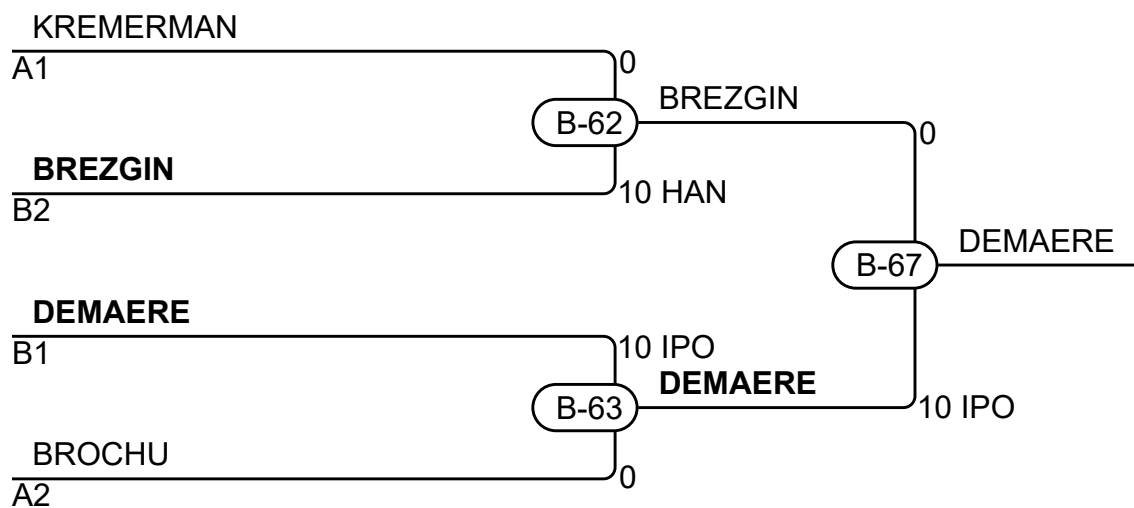 KREMERMAN
A1
0
B-62
BREZGIN
0
BREZGIN
10 HAN
B2
B-67
DEMAERE
DEMAERE
10 IPO
B1
DEMAERE
B-63
10 IPO
BROCHU
0
A2